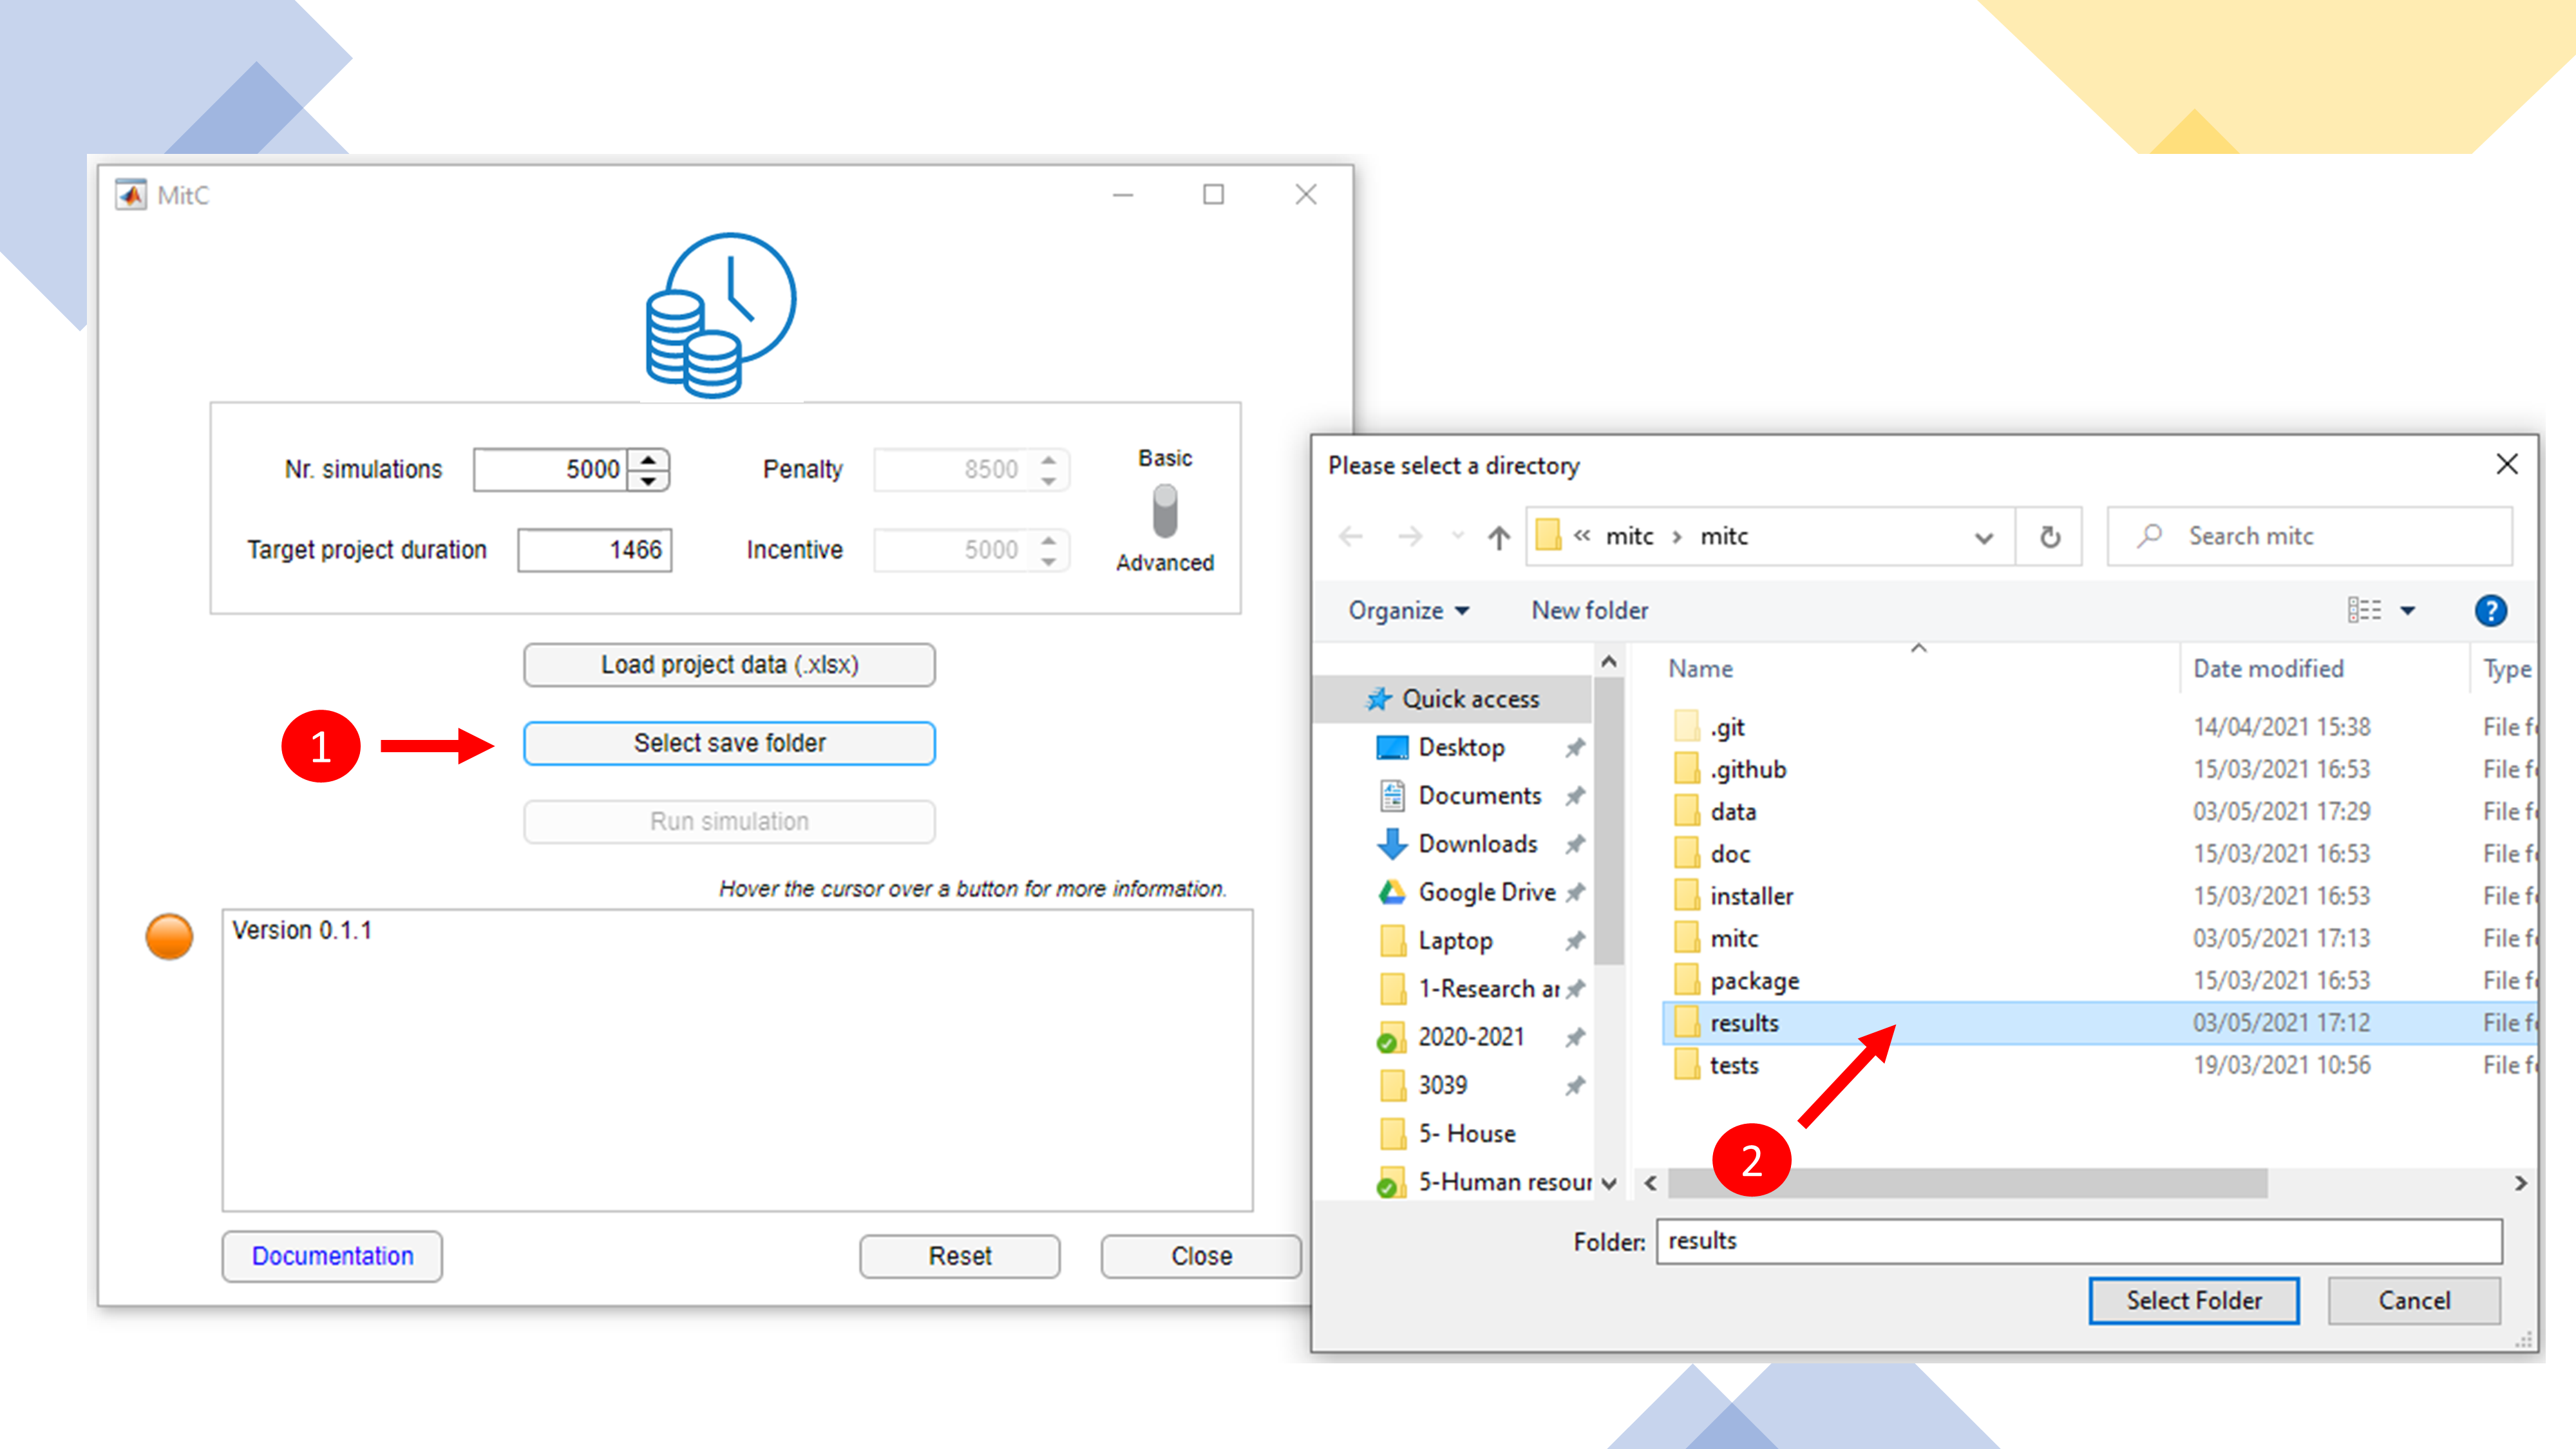 MitC
Nr. simulations 5000 Penalty 8500 Basic
Target project duration 1466 Incentive 5000 Advanced
Load project data (.xlsx)
1 Select save folder
Run simulation
Hover the cursor over a button for more information.
Version 0.1.1
Documentation Reset Close
Please select a directory
« mitc › mitc Search mitc
Organize New folder ?
Name Date modified Type
Quick access
Desktop
Documents
Downloads
Google Drive
Laptop
1-Research ar
2020-2021
3039
5- House
5-Human resour
.git 14/04/2021 15:38 File f
.github 15/03/2021 16:53 File f
data 03/05/2021 17:29 File f
doc 15/03/2021 16:53 File f
installer 15/03/2021 16:53 File f
mitc 03/05/2021 17:13 File f
package 15/03/2021 16:53 File f
results 03/05/2021 17:12 File f
tests 19/03/2021 10:56 File f
2
Folder: results
Select Folder Cancel